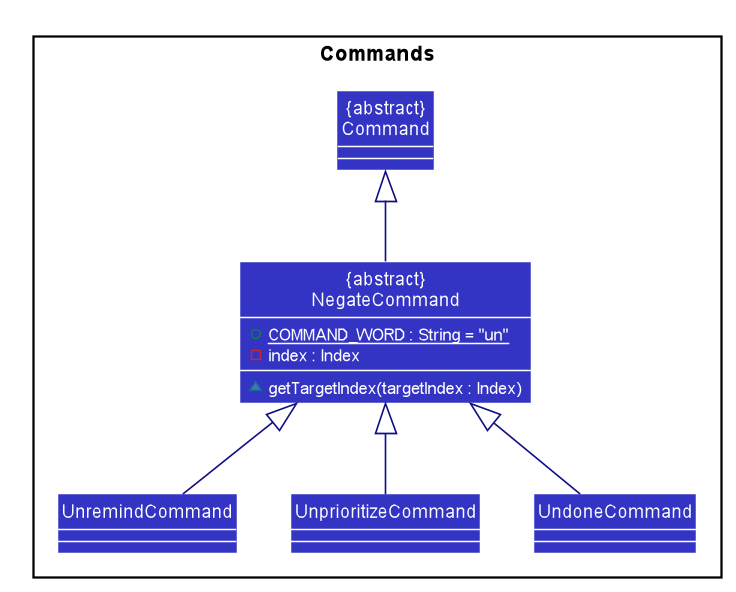 Commands
{abstract}
Command
{abstract}
NegateCommand
COMMAND_WORD : String = "un"
index : Index
getTargetIndex(targetIndex : Index)
UnremindCommand
UnprioritizeCommand
UndoneCommand